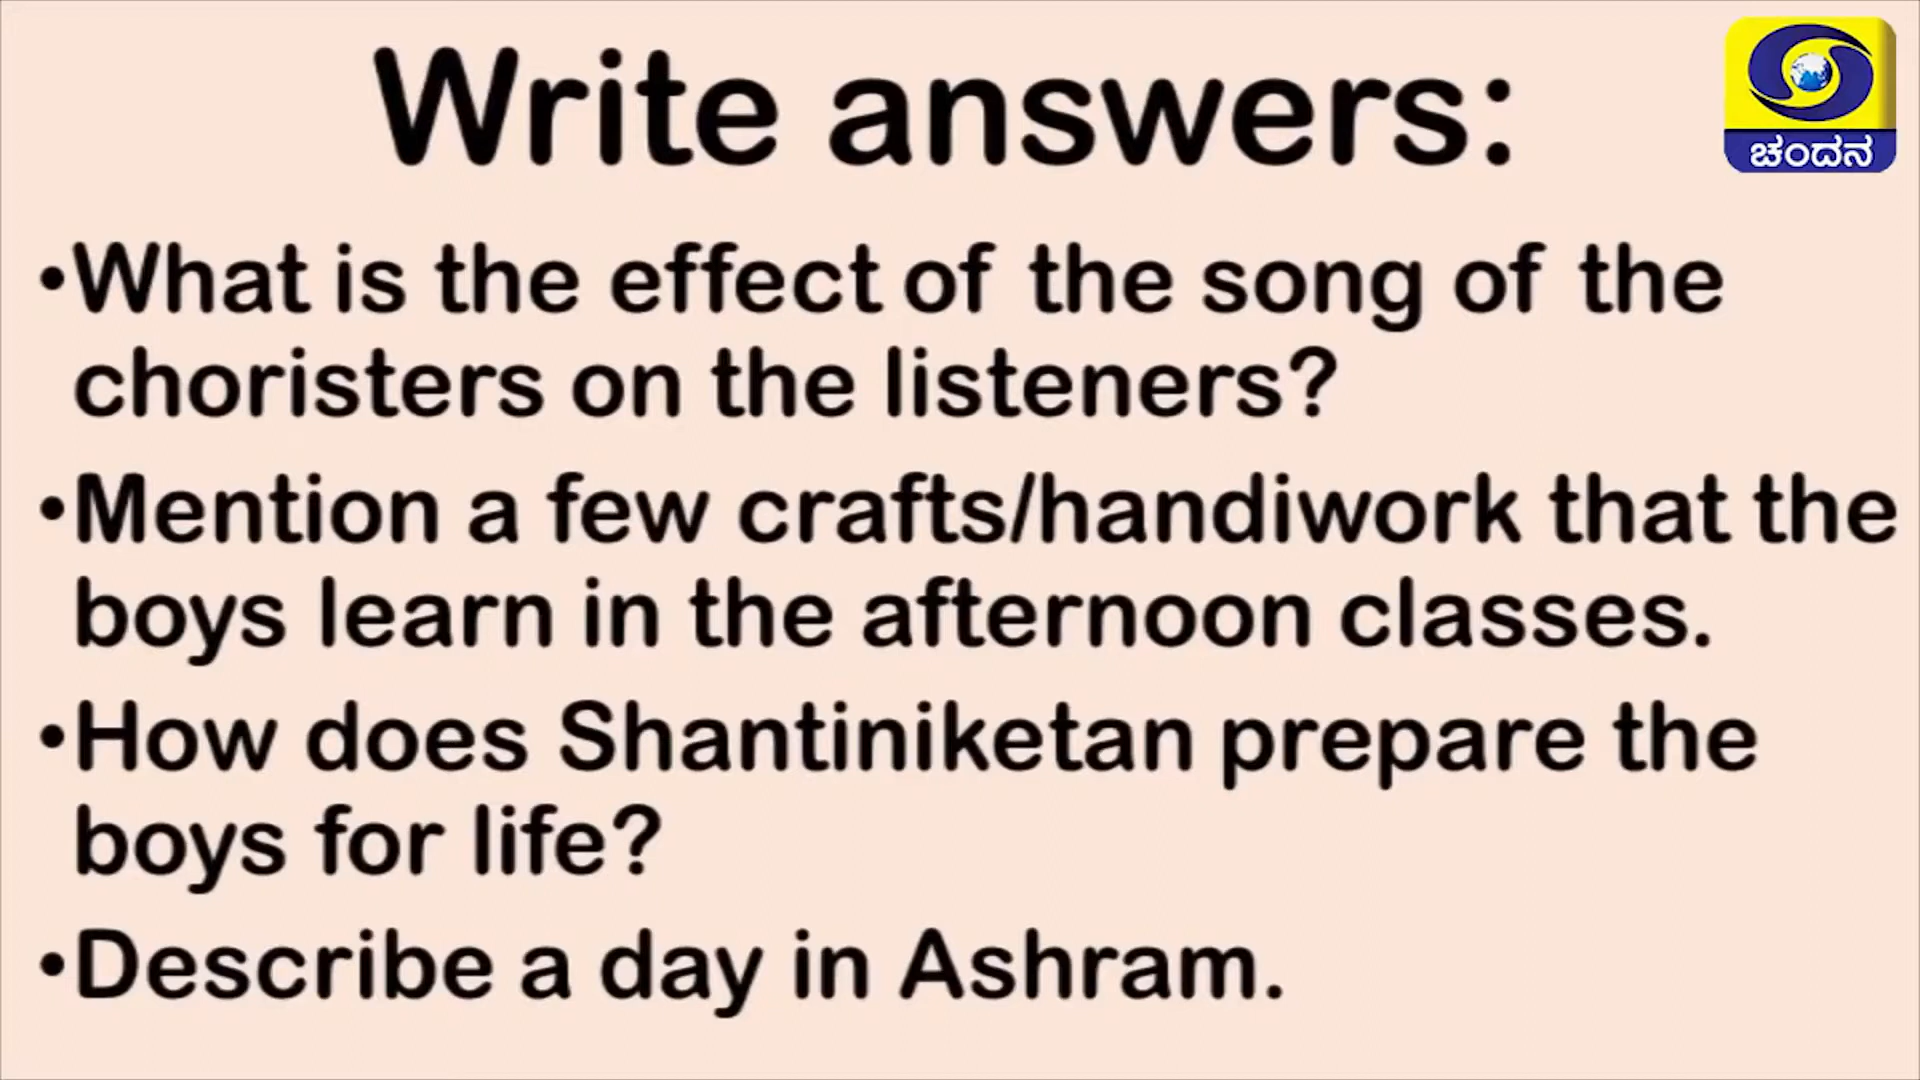 Write answers:
ಚಂದನ
•What is the effect of the song of the
choristers on the listeners?
•Mention a few crafts/handiwork that the
boys learn in the afternoon classes.
•How does Shantiniketan prepare the
boys for life?
•Describe a day in Ashram.